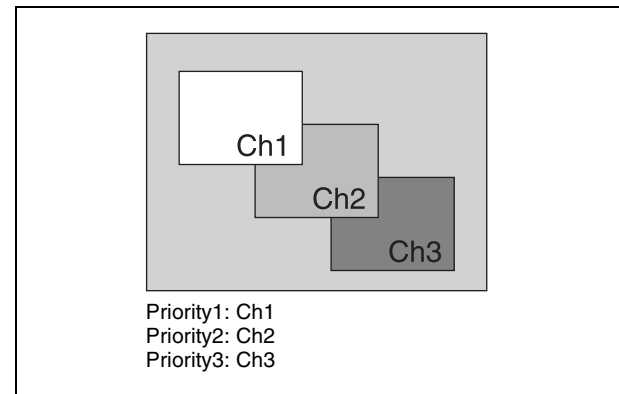 Ch1
Ch2
Ch3
Priority1: Ch1
Priority2: Ch2
Priority3: Ch3